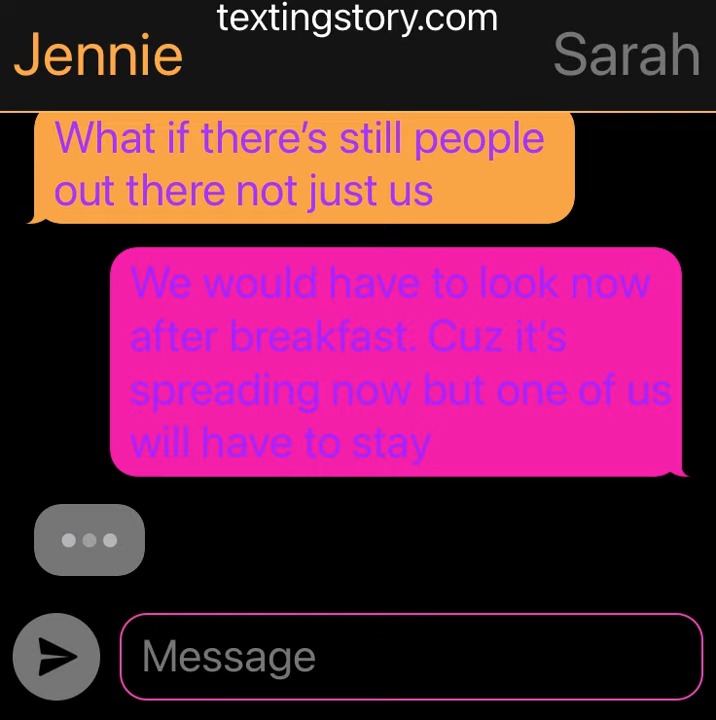 textingstory.com
Jennie
Sarah
What if there's still people
out there not just us
We would have to look now
after breakfast. Cuz it's
spreading now but one of us
will have to stay
Message